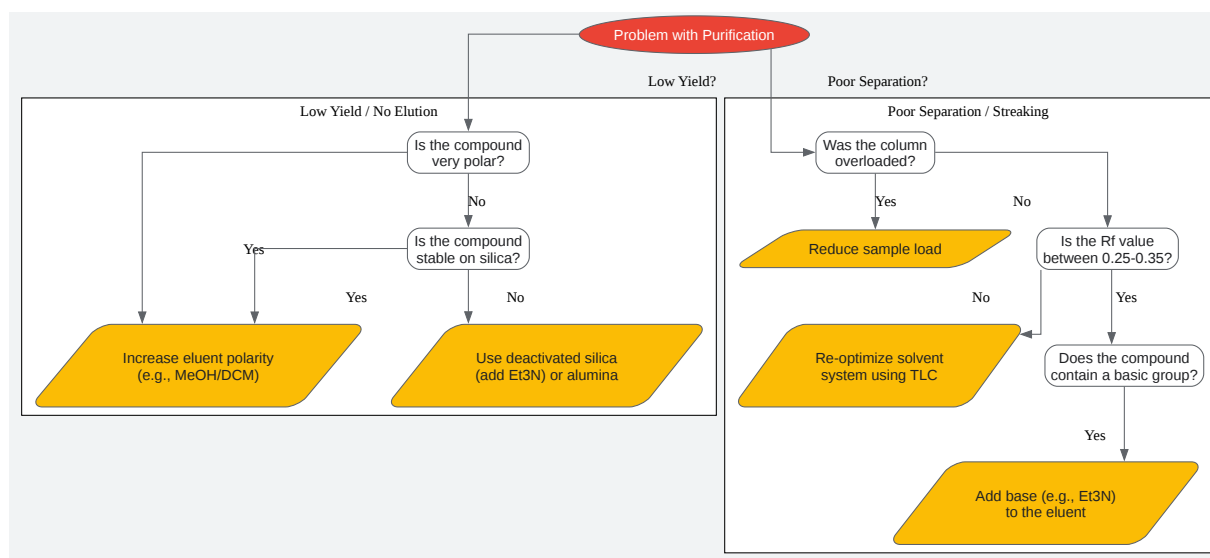 Problem with Purification
Low Yield?
Poor Separation?
Low Yield / No Elution
Is the compound
very polar?
No
Is the compound
stable on silica?
Yes
Yes
No
Increase eluent polarity
(e.g., MeOH/DCM)
Use deactivated silica
(add Et3N) or alumina
Poor Separation / Streaking
Was the column
overloaded?
Yes
No
Reduce sample load
Is the Rf value
between 0.25-0.35?
No
Yes
Re-optimize solvent
system using TLC
Does the compound
contain a basic group?
Yes
Add base (e.g., Et3N)
to the eluent